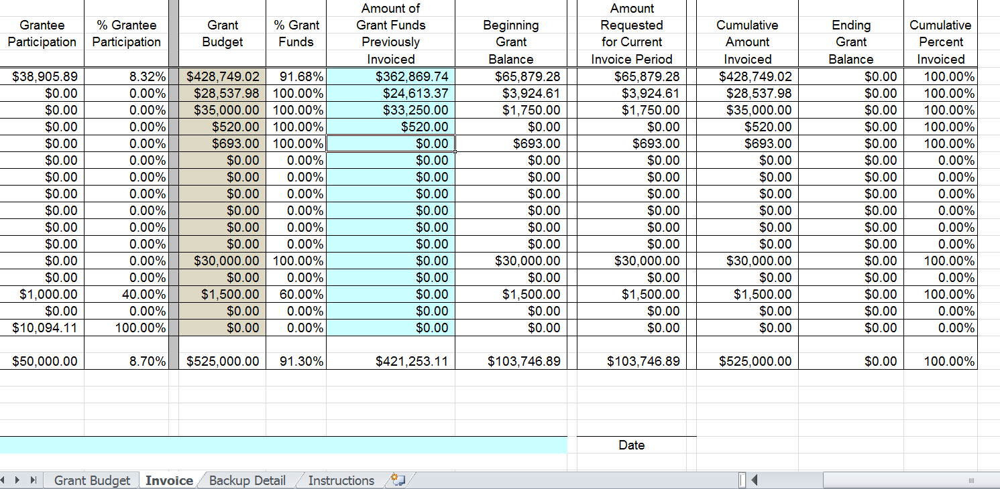 Amount of Amount
Grantee % Grantee Grant % Grant Grant Funds Beginning Requested Cumulative Ending Cumulative
Participation Participation Budget Funds Previously Grant for Current Amount Grant Percent
Invoiced Balance Invoice Period Invoiced Balance Invoiced
$38,905.89 8.32% $428,749.02 91.68% $362,869.74 $65,879.28 $65,879.28 $428,749.02 $0.00 100.00%
$0.00 0.00% $28,537.98 100.00% $24,613.37 $3,924.61 $3,924.61 $28,537.98 $0.00 100.00%
$0.00 0.00% $35,000.00 100.00% $33,250.00 $1,750.00 $1,750.00 $35,000.00 $0.00 100.00%
$0.00 0.00% $520.00 100.00% $520.00 $0.00 $0.00 $520.00 $0.00 100.00%
$0.00 0.00% $693.00 100.00% $0.00 $693.00 $693.00 $693.00 $0.00 100.00%
$0.00 0.00% $0.00 0.00% $0.00 $0.00 $0.00 $0.00 $0.00 0.00%
$0.00 0.00% $0.00 0.00% $0.00 $0.00 $0.00 $0.00 $0.00 0.00%
$0.00 0.00% $0.00 0.00% $0.00 $0.00 $0.00 $0.00 $0.00 0.00%
$0.00 0.00% $0.00 0.00% $0.00 $0.00 $0.00 $0.00 $0.00 0.00%
$0.00 0.00% $0.00 0.00% $0.00 $0.00 $0.00 $0.00 $0.00 0.00%
$0.00 0.00% $0.00 0.00% $0.00 $0.00 $0.00 $0.00 $0.00 0.00%
$0.00 0.00% $30,000.00 100.00% $0.00 $30,000.00 $30,000.00 $30,000.00 $0.00 100.00%
$0.00 0.00% $0.00 0.00% $0.00 $0.00 $0.00 $0.00 $0.00 0.00%
$1,000.00 40.00% $1,500.00 60.00% $0.00 $1,500.00 $1,500.00 $1,500.00 $0.00 100.00%
$0.00 0.00% $0.00 0.00% $0.00 $0.00 $0.00 $0.00 $0.00 0.00%
$10,094.11 100.00% $0.00 0.00% $0.00 $0.00 $0.00 $0.00 $0.00 0.00%
$50,000.00 8.70% $525,000.00 91.30% $421,253.11 $103,746.89 $103,746.89 $525,000.00 $0.00 100.00%
Date
Grant Budget Invoice Backup Detail Instructions